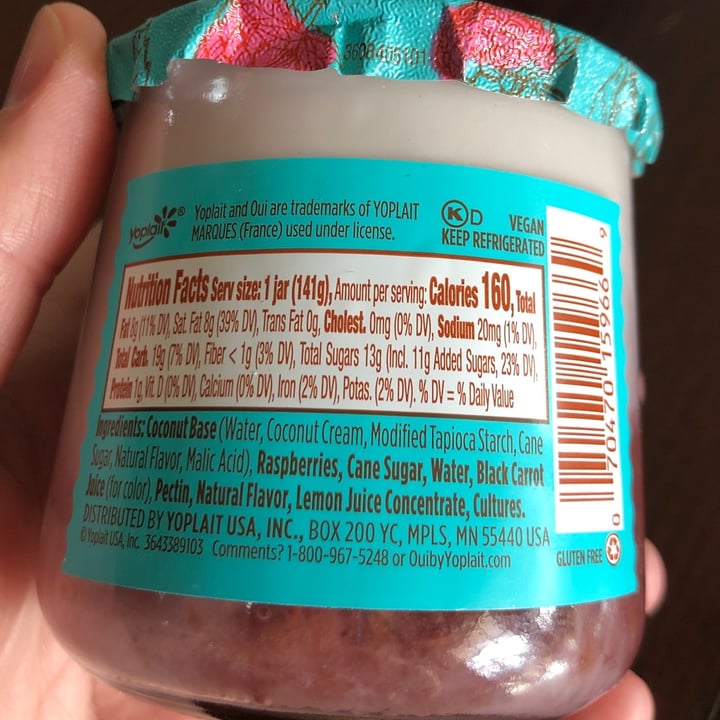 3608405101
Yoplait®
Yoplait and Oui are trademarks of YOPLAIT
MARQUES (France) used under license.
K D
VEGAN
KEEP REFRIGERATED
Nutrition Facts Serv size: 1 jar (141g), Amount per serving: Calories 160, Total
Fat 8g (11% DV), Sat. Fat 8g (39% DV), Trans Fat 0g, Cholest. 0mg (0% DV), Sodium 20mg (1% DV),
Total Carb. 19g (7% DV), Fiber < 1g (3% DV), Total Sugars 13g (Incl. 11g Added Sugars, 23% DV),
Protein 1g, Vit. D (0% DV), Calcium (0% DV), Iron (2% DV), Potas. (2% DV). % DV = % Daily Value
Ingredients: Coconut Base (Water, Coconut Cream, Modified Tapioca Starch, Cane
Sugar, Natural Flavor, Malic Acid), Raspberries, Cane Sugar, Water, Black Carrot
Juice (for color), Pectin, Natural Flavor, Lemon Juice Concentrate, Cultures.
DISTRIBUTED BY YOPLAIT USA, INC., BOX 200 YC, MPLS, MN 55440 USA
© Yoplait USA, Inc. 3643389103 Comments? 1-800-967-5248 or OuibyYoplait.com
GLUTEN FREE
0 70470 15966 9